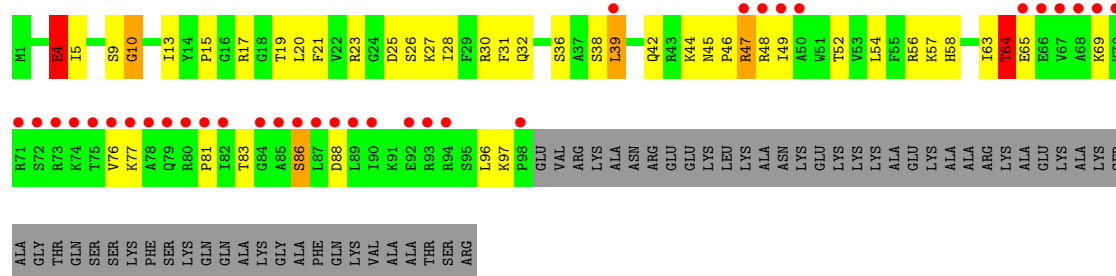 M1 E4 I5 S9 G10 I13 Y14 P15 G16 R17 G18 T19 L20 F21 V22 R23 G24 D25 S26 K27 I28 F29 R30 F31 Q32 S36 A37 S38 L39 Q42 R43 K44 N45 P46 R47 R48 I49 A50 W51 T52 V53 L54 F55 R56 K57 H58 I63 T64 E65 E66 V67 A68 K69
R71 S72 R73 K74 T75 V76 K77 A78 Q79 R80 P81 I82 T83 G84 A85 S86 L87 D88 L89 I90 K91 E92 R93 R94 S95 L96 K97 P98 GLU VAL ARG LYS ALA ASN ARG GLU GLU LYS LEU LYS ALA ASN LYS GLU LYS LYS LYS ALA GLU LYS ALA ALA ARG LYS ALA GLU LYS ALA LYS
ALA GLY THR GLN SER SER LYS PHE SER LYS GLN GLN ALA LYS GLY ALA PHE GLN LYS VAL ALA ALA THR SER ARG